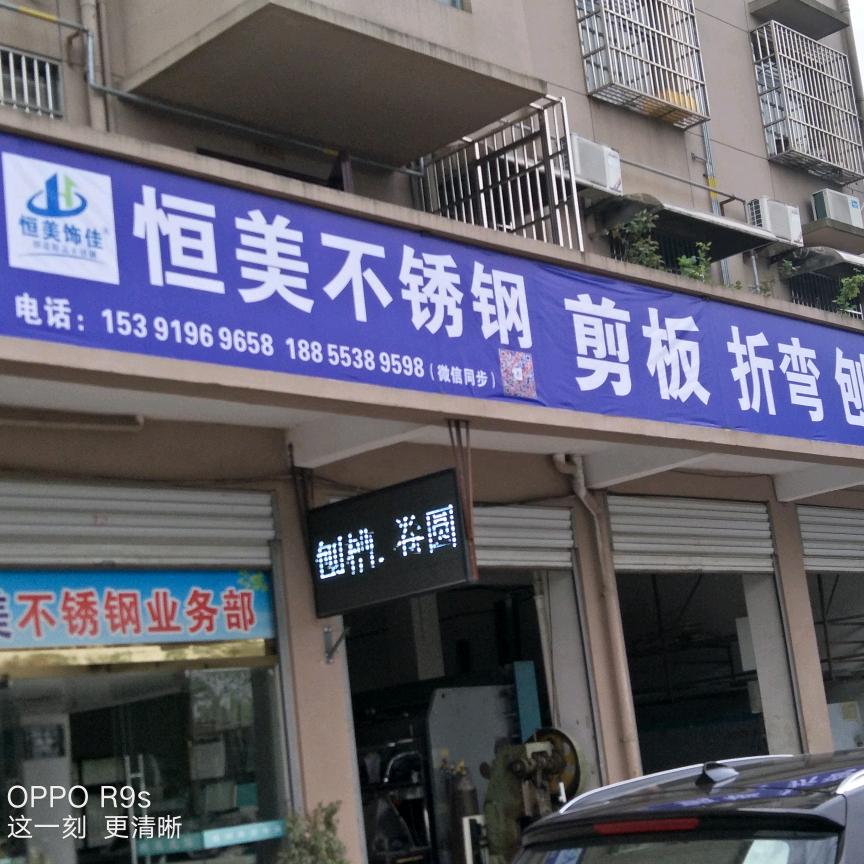 恒美饰佳
恒美不锈钢 剪板 折弯 刨
电话：153 9196 9658 188 5538 9598（微信同步）
刨槽.卷圆
美不锈钢业务部
OPPO R9s
这一刻 更清晰